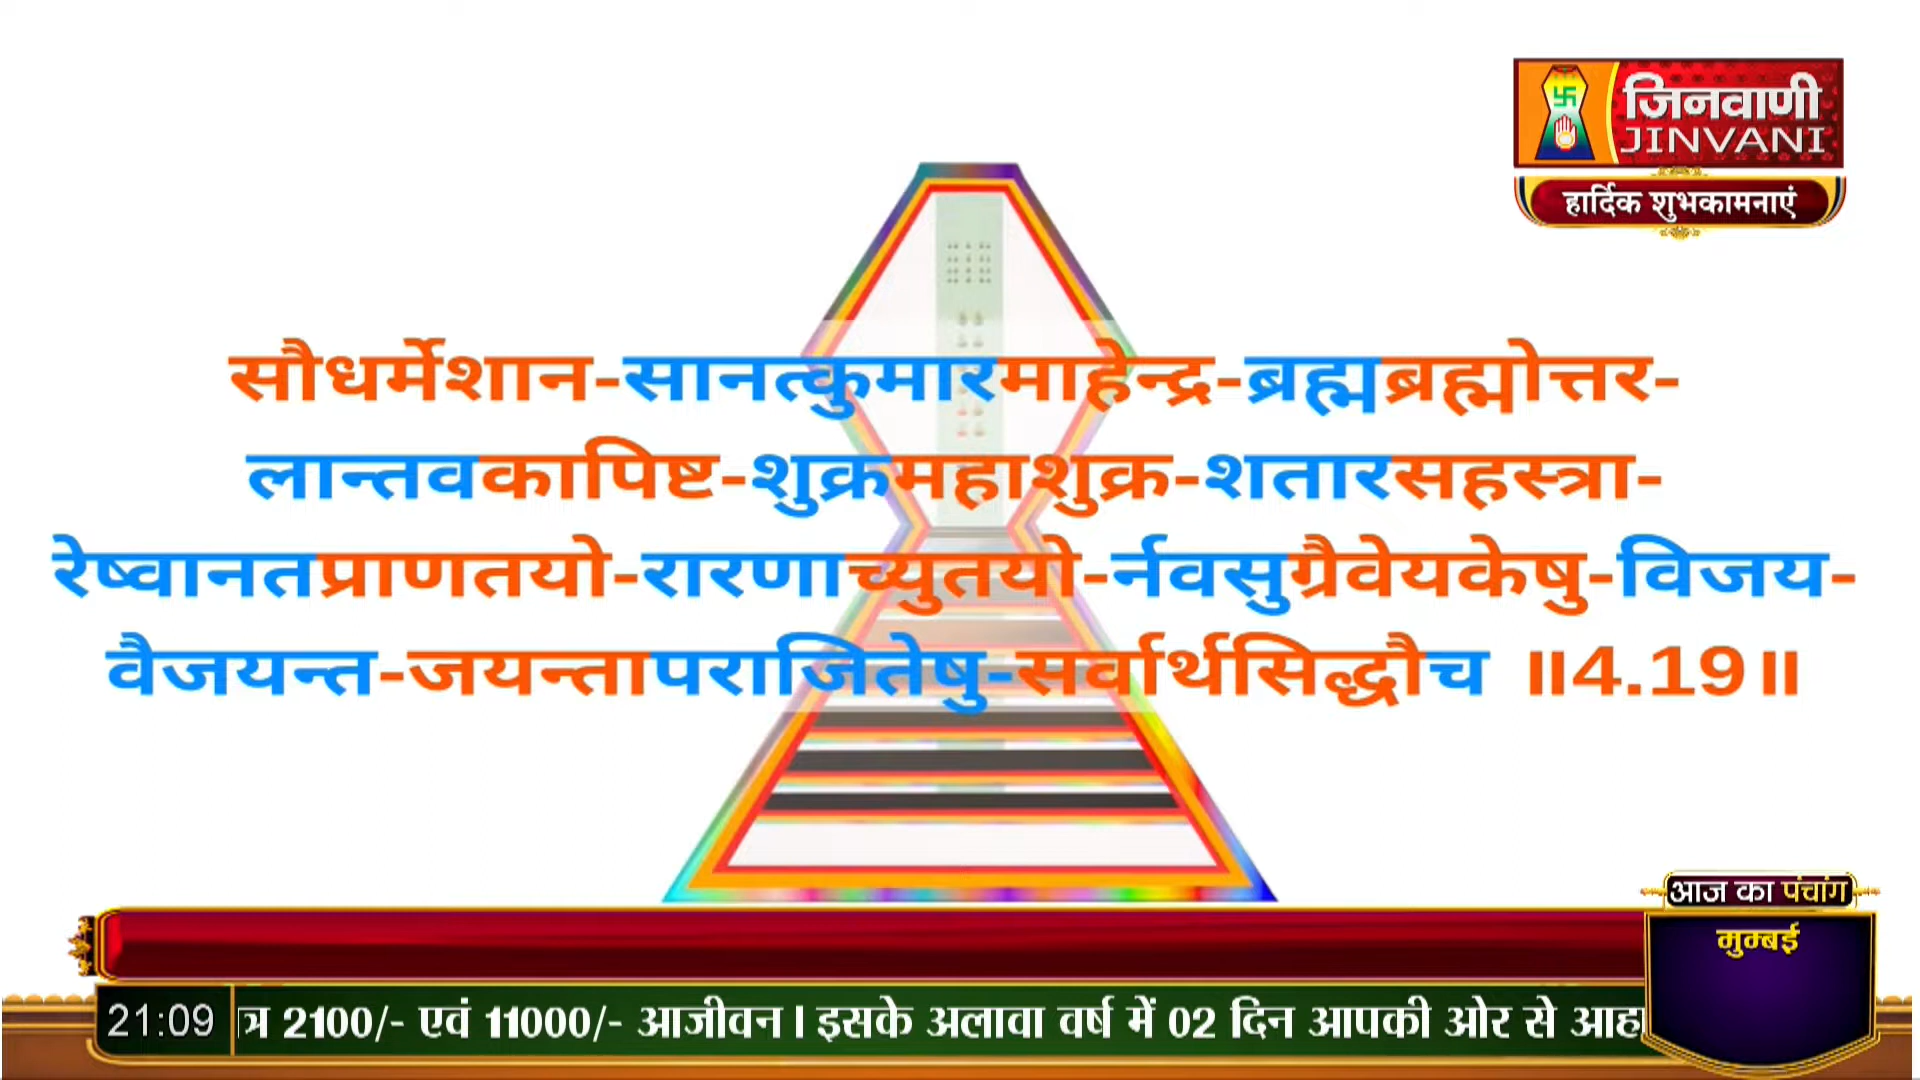 जिनवाणी
JINVANI
हार्दिक शुभकामनाएं
सौधर्मेशान-सानत्कुमारमाहेन्द्र-ब्रह्मब्रह्मोत्तर-
लान्तवकापिष्ट-शुक्रमहाशुक्र-शतारसहस्त्रा-
रेष्वानतप्राणतयो-रारणाच्युतयो-र्नवसुग्रैवेयकेषु-विजय-
वैजयन्त-जयन्तापराजितेषु-सर्वार्थसिद्धौच ॥4.19॥
आज का पंचांग
मुम्बई
21:09 त्र 2100/- एवं 11000/- आजीवन। इसके अलावा वर्ष में 02 दिन आपकी ओर से